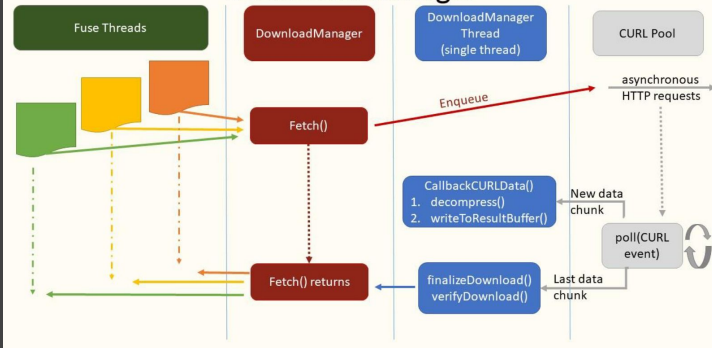 Fuse Threads
DownloadManager
DownloadManager
Thread
(single thread)
CURL Pool
asynchronous
HTTP requests
Enqueue
Fetch()
CallbackCURLData()
1. decompress()
2. writeToResultBuffer()
New data
chunk
poll(CURL
event)
Fetch() returns
finalizeDownload()
verifyDownload()
Last data
chunk